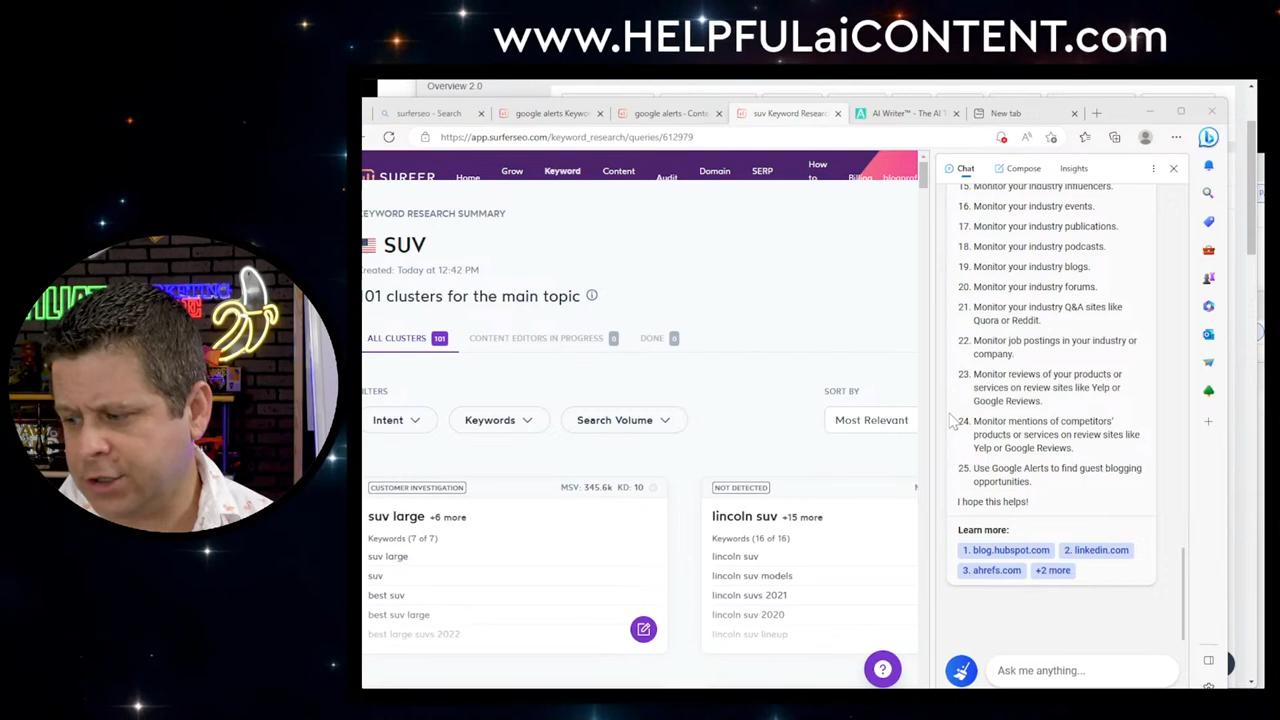 www.HELPFULaiCONTENT.com
Overview 2.0
surferseo - Search
google alerts Keywo
google alerts - Conte
suv Keyword Researc
AI Writer™ - The AI T
New tab
https://app.surferseo.com/keyword_research/queries/612979
SURFER
Home
Grow
Keyword
Content
Audit
Domain
SERP
How
to
Billing
blogprof
Chat
Compose
Insights
EYWORD RESEARCH SUMMARY
SUV
Created: Today at 12:42 PM
101 clusters for the main topic
ALL CLUSTERS 101
CONTENT EDITORS IN PROGRESS 0
DONE 0
ILTERS
SORT BY
Intent
Keywords
Search Volume
Most Relevant
CUSTOMER INVESTIGATION
MSV: 345.6k KD: 10
suv large +6 more
Keywords (7 of 7)
suv large
suv
best suv
best suv large
best large suvs 2022
NOT DETECTED
lincoln suv +15 more
Keywords (16 of 16)
lincoln suv
lincoln suv models
lincoln suvs 2021
lincoln suv 2020
lincoln suv lineup
?
15. Monitor your industry influencers.
16. Monitor your industry events.
17. Monitor your industry publications.
18. Monitor your industry podcasts.
19. Monitor your industry blogs.
20. Monitor your industry forums.
21. Monitor your industry Q&A sites like
Quora or Reddit.
22. Monitor job postings in your industry or
company.
23. Monitor reviews of your products or
services on review sites like Yelp or
Google Reviews.
24. Monitor mentions of competitors'
products or services on review sites like
Yelp or Google Reviews.
25. Use Google Alerts to find guest blogging
opportunities.
I hope this helps!
Learn more:
1. blog.hubspot.com
2. linkedin.com
3. ahrefs.com
+2 more
Ask me anything...